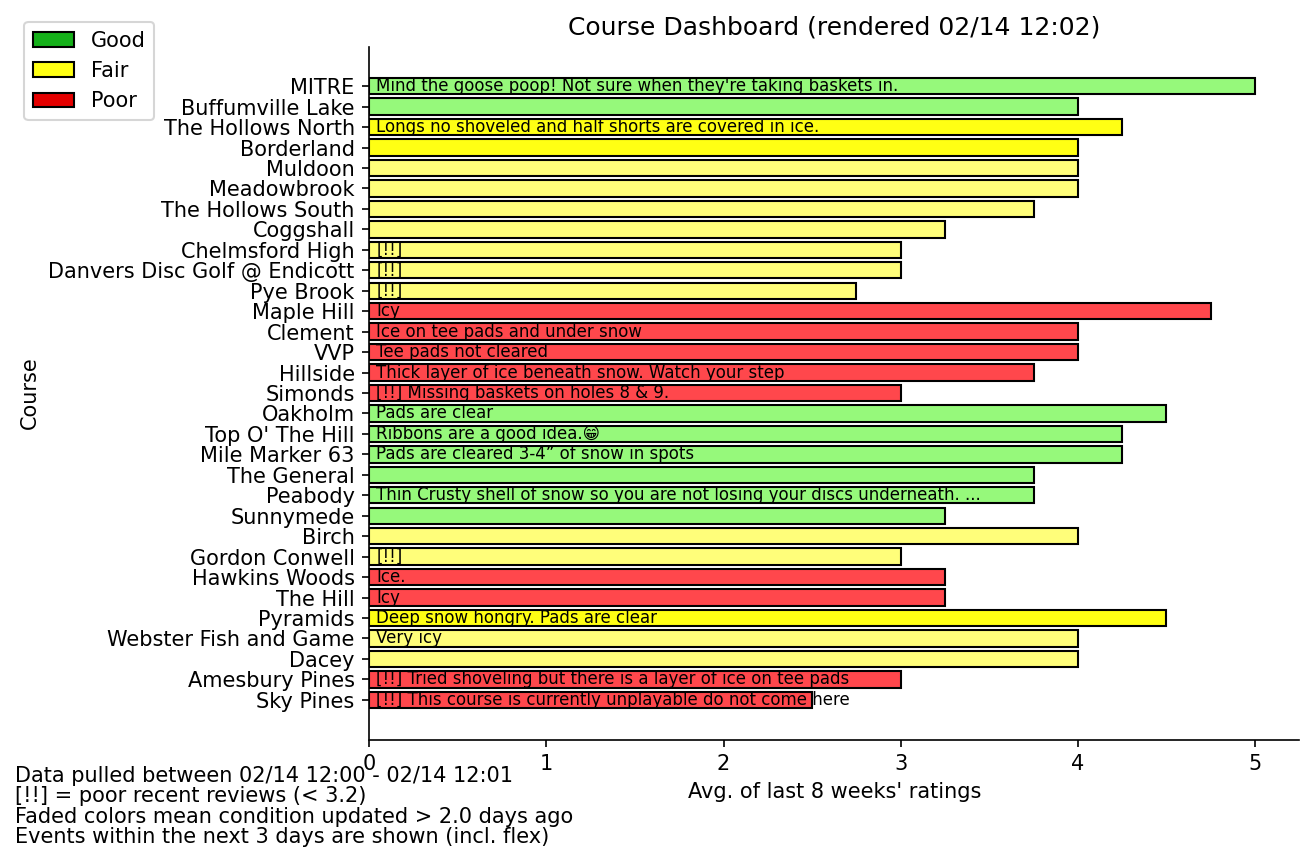 Course Dashboard (rendered 02/14 12:02)
Good
Fair
Poor
MITRE Mind the goose poop! Not sure when they're taking baskets in.
Buffumville Lake
The Hollows North Longs no shoveled and half shorts are covered in ice.
Borderland
Muldoon
Meadowbrook
The Hollows South
Coggshall
Chelmsford High [!!]
Danvers Disc Golf @ Endicott [!!]
Pye Brook [!!]
Maple Hill Icy
Clement Ice on tee pads and under snow
VVP Tee pads not cleared
Hillside Thick layer of ice beneath snow. Watch your step
Simonds [!!] Missing baskets on holes 8 & 9.
Oakholm Pads are clear
Top O' The Hill Ribbons are a good idea.😁
Mile Marker 63 Pads are cleared 3-4” of snow in spots
The General
Peabody Thin Crusty shell of snow so you are not losing your discs underneath. ...
Sunnymede
Birch
Gordon Conwell [!!]
Hawkins Woods Ice.
The Hill Icy
Pyramids Deep snow hongry. Pads are clear
Webster Fish and Game Very icy
Dacey
Amesbury Pines [!!] Tried shoveling but there is a layer of ice on tee pads
Sky Pines [!!] This course is currently unplayable do not come here
Course
0 1 2 3 4 5
Avg. of last 8 weeks' ratings
Data pulled between 02/14 12:00 - 02/14 12:01
[!!] = poor recent reviews (< 3.2)
Faded colors mean condition updated > 2.0 days ago
Events within the next 3 days are shown (incl. flex)